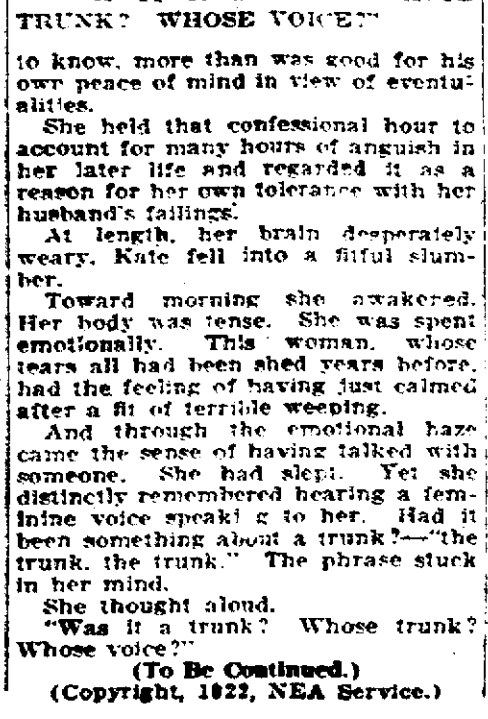 TRUNK? WHOSE VOICE?"
to know, more than was good for his
own peace of mind in view of eventu-
alities.
She held that confessional hour to
account for many hours of anguish in
her later life and regarded it as a
reason for her own tolerance with her
husband's failings.
At length, her brain desperately
weary, Kate fell into a fitful slum-
ber.
Toward morning she awakened.
Her body was tense. She was spent
emotionally. This woman, whose
tears all had been shed years before,
had the feeling of having just calmed
after a fit of terrible weeping.
And through the emotional haze
came the sense of having talked with
someone. She had slept. Yet she
distinctly remembered hearing a fem-
inine voice speaki g to her. Had it
been something about a trunk?—"the
trunk, the trunk." The phrase stuck
in her mind.
She thought aloud.
"Was it a trunk? Whose trunk?
Whose voice?"
(To Be Continued.)
(Copyright, 1922, NEA Service.)